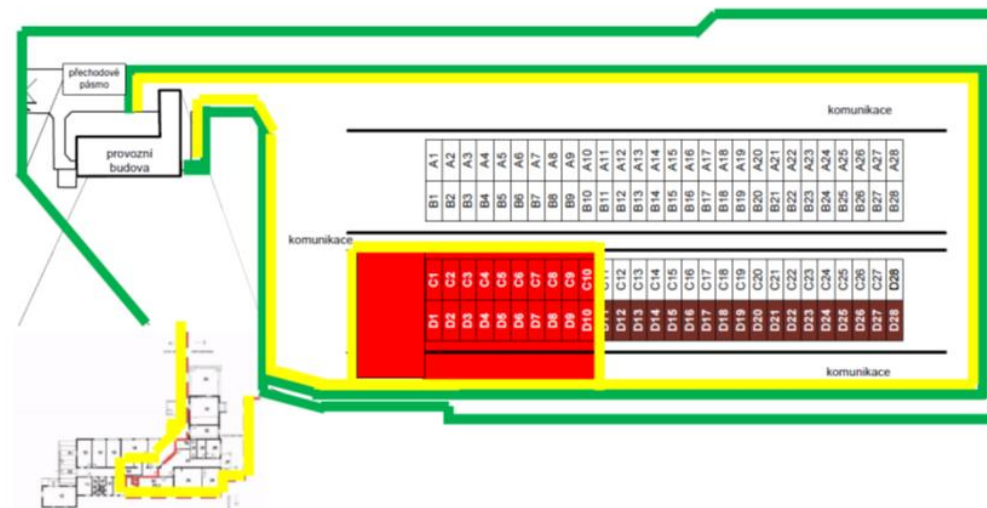 přechodové
pásmo
provozní
budova
komunikace
A1 A2 A3 A4 A5 A6 A7 A8 A9 A10 A11 A12 A13 A14 A15 A16 A17 A18 A19 A20 A21 A22 A23 A24 A25 A26 A27 A28
B1 B2 B3 B4 B5 B6 B7 B8 B9 B10 B11 B12 B13 B14 B15 B16 B17 B18 B19 B20 B21 B22 B23 B24 B25 B26 B27 B28
komunikace
C1 C2 C3 C4 C5 C6 C7 C8 C9 C10 C11 C12 C13 C14 C15 C16 C17 C18 C19 C20 C21 C22 C23 C24 C25 C26 C27 D28
D1 D2 D3 D4 D5 D6 D7 D8 D9 D10 D11 D12 D13 D14 D15 D16 D17 D18 D19 D20 D21 D22 D23 D24 D25 D26 D27 D28
komunikace